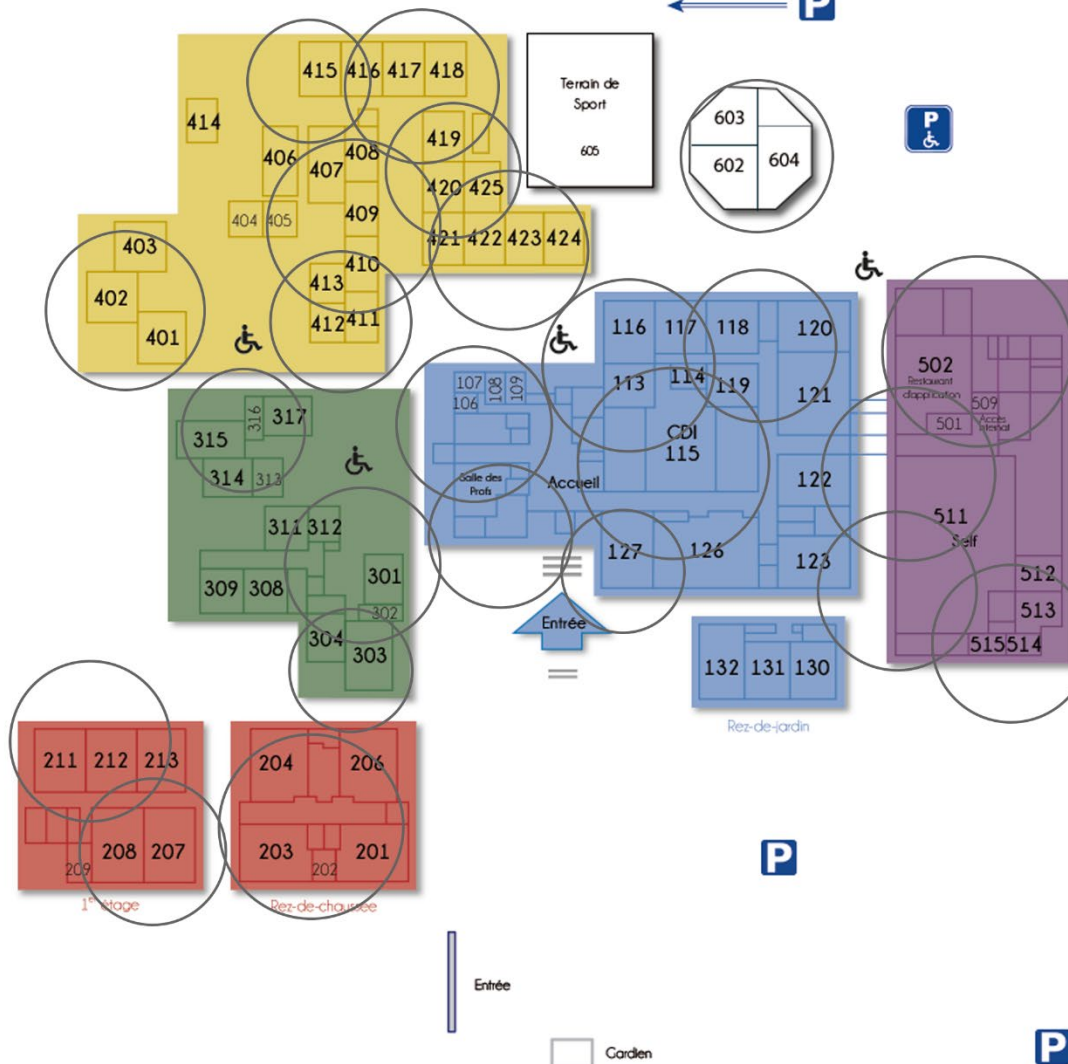 P
415 416 417 418
Terrain de
Sport
605
603
602 604
P
414
406 407 408
419
420 425
404 405
409
421 422 423 424
403
402
401
410
413
412 411
116 117 118 120
113 114 119 121
CDI
115
107 108 109
106
Salle des
Profs
Accueil
122
127 126 123
502
Restaurant
d'application
509
Accès
internat
501
511
Self
512
513
515 514
316 317
315
314 313
311 312
301
309 308
302
304
303
Entrée
132 131 130
Rez-de-jardin
211 212 213
208 207
209
1er étage
204 206
203 201
202
Rez-de-chaussée
P
Entrée
Gardien
P